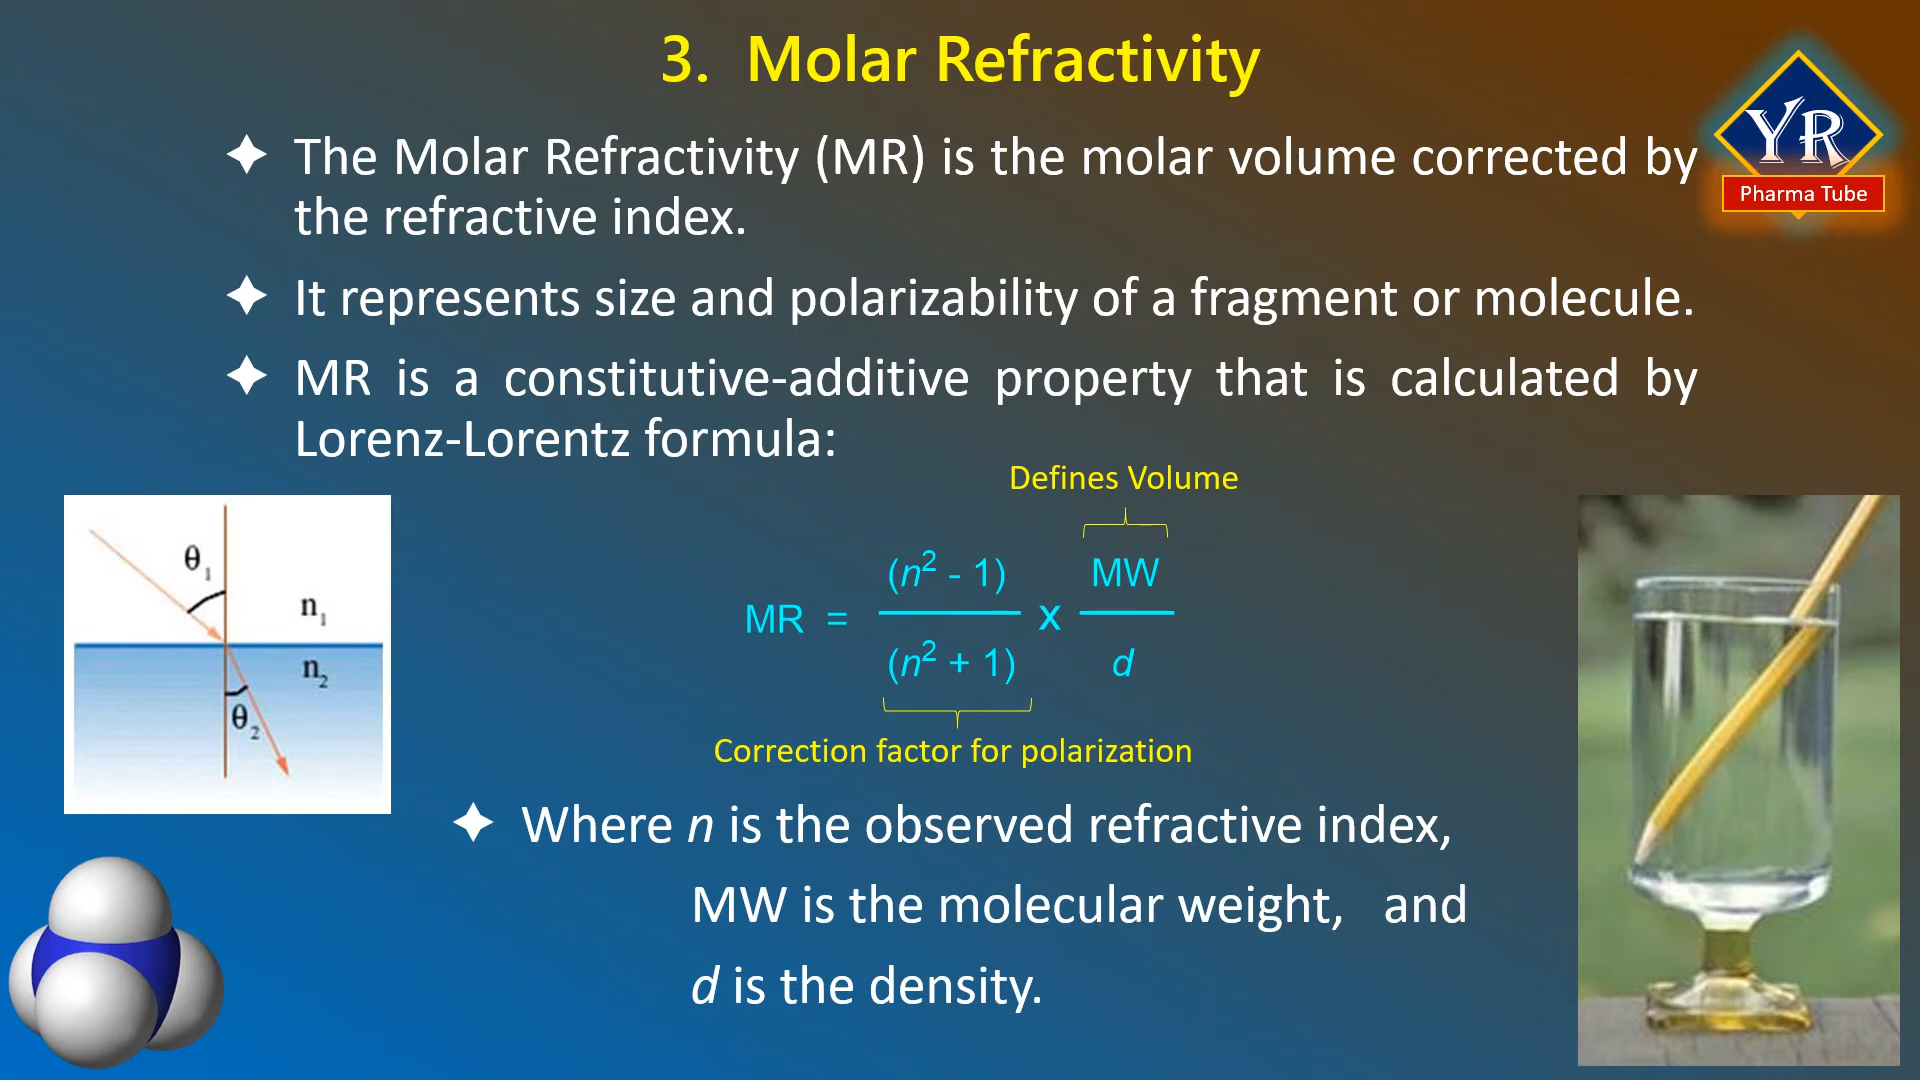 3. Molar Refractivity
YR
Pharma Tube
✦ The Molar Refractivity (MR) is the molar volume corrected by
the refractive index.
✦ It represents size and polarizability of a fragment or molecule.
✦ MR is a constitutive-additive property that is calculated by
Lorenz-Lorentz formula:
Defines Volume
MR = (n² - 1) / (n² + 1) x MW / d
Correction factor for polarization
θ₁
n₁
n₂
θ₂
✦ Where n is the observed refractive index,
MW is the molecular weight, and
d is the density.